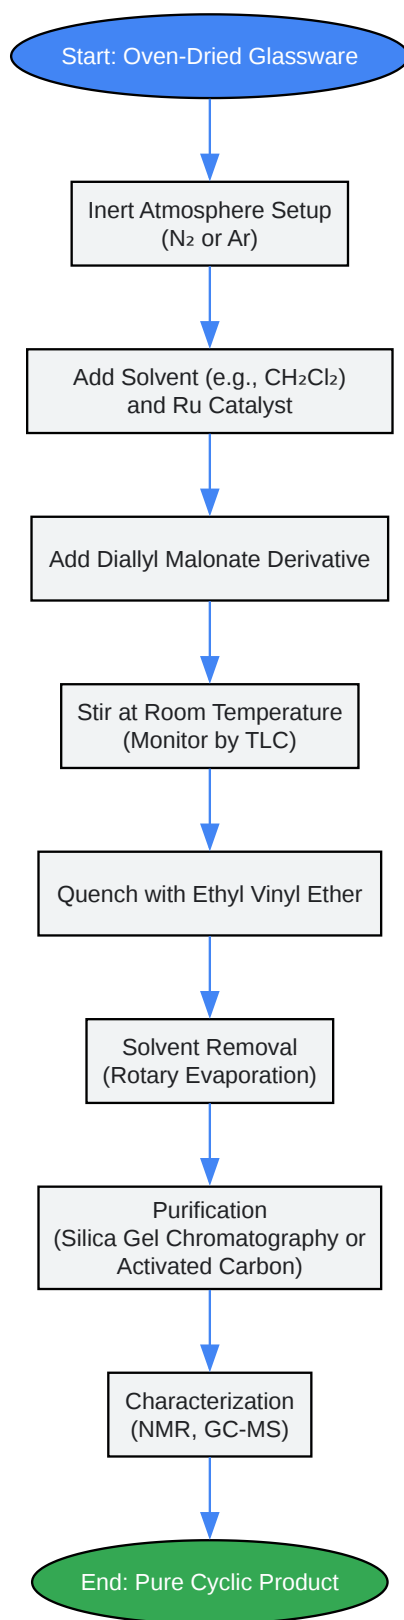 Start: Oven-Dried Glassware
Inert Atmosphere Setup
(N₂ or Ar)
Add Solvent (e.g., CH₂Cl₂)
and Ru Catalyst
Add Diallyl Malonate Derivative
Stir at Room Temperature
(Monitor by TLC)
Quench with Ethyl Vinyl Ether
Solvent Removal
(Rotary Evaporation)
Purification
(Silica Gel Chromatography or
Activated Carbon)
Characterization
(NMR, GC-MS)
End: Pure Cyclic Product